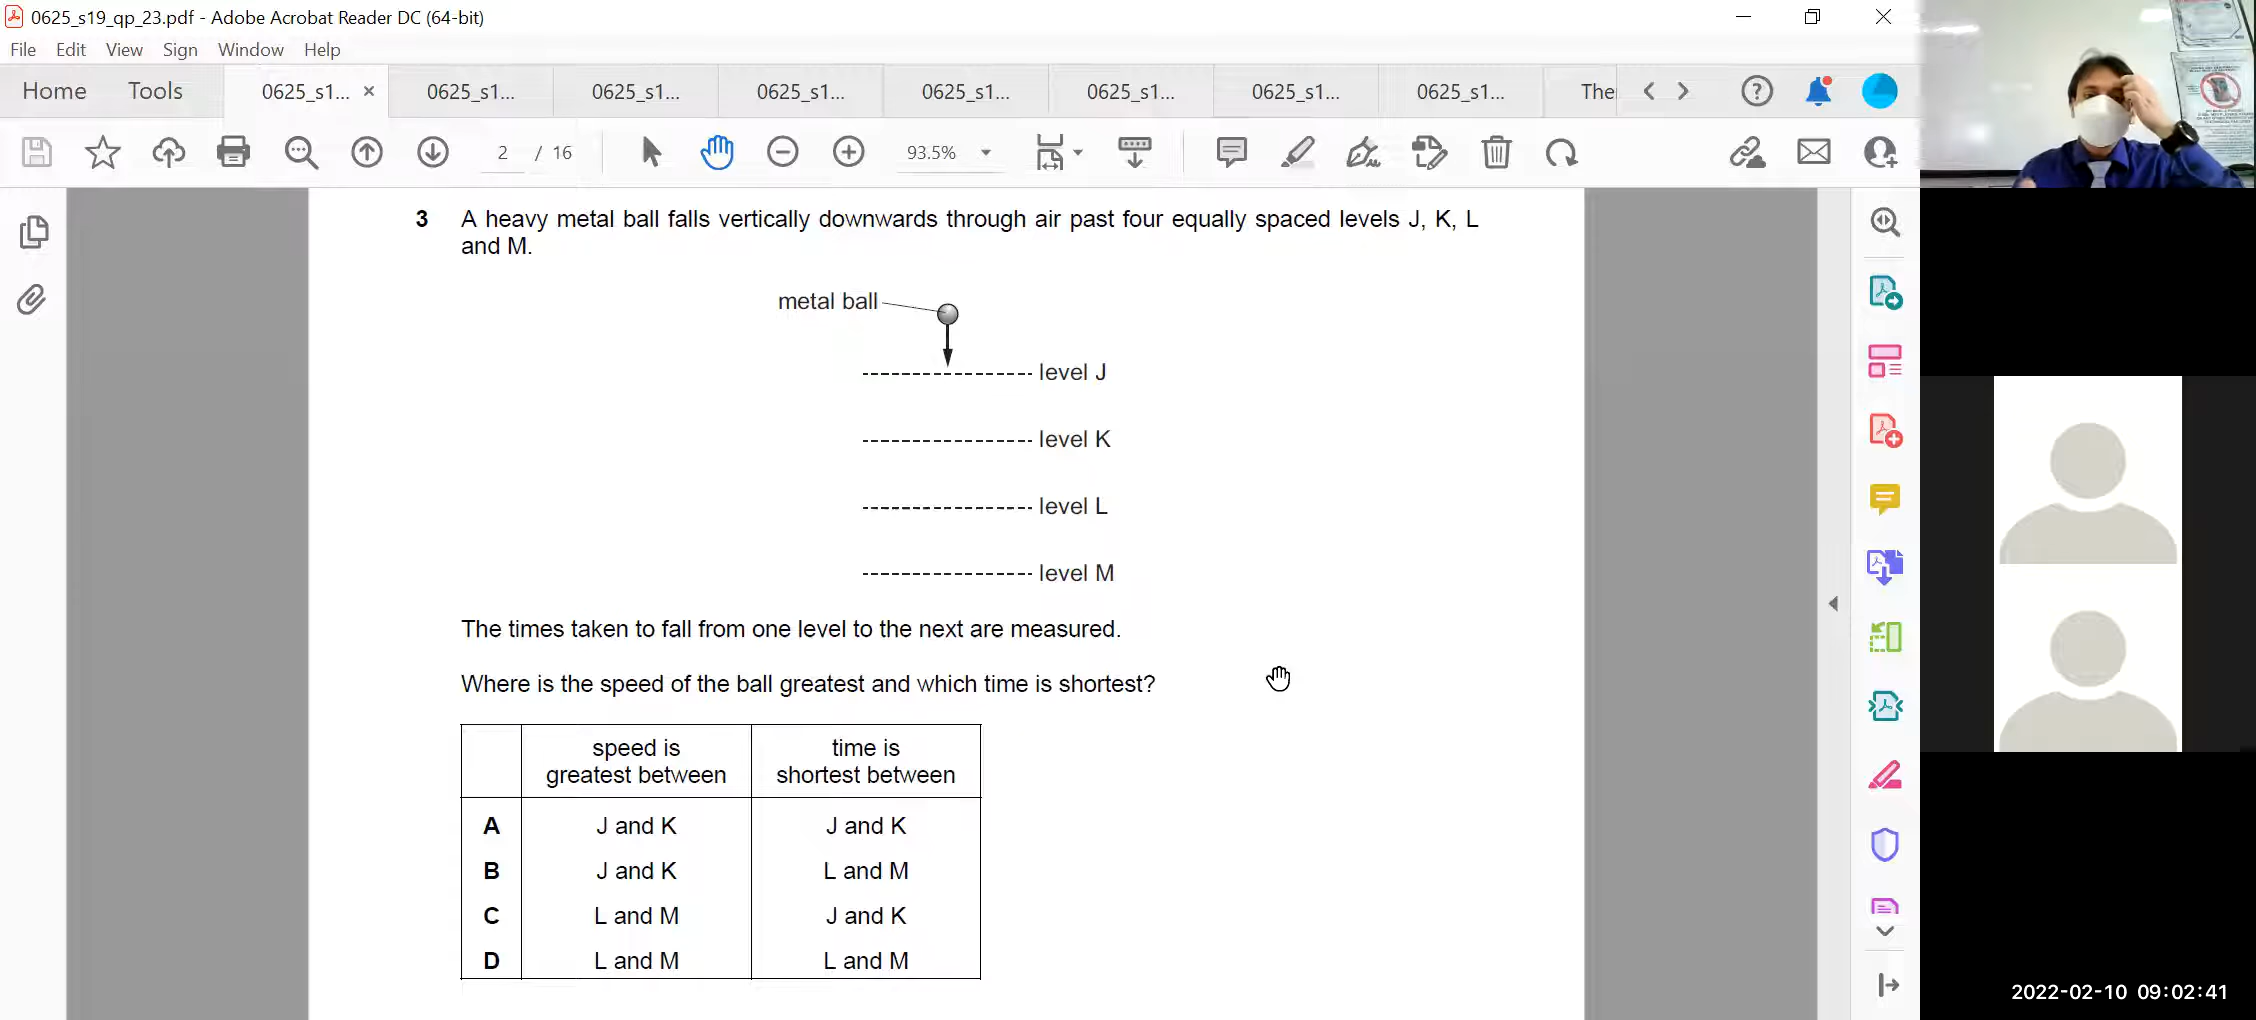 0625_s19_qp_23.pdf - Adobe Acrobat Reader DC (64-bit)
File Edit View Sign Window Help
Home Tools 0625_s1... × 0625_s1... 0625_s1... 0625_s1... 0625_s1... 0625_s1... 0625_s1... 0625_s1... The
2 / 16 93.5%
3 A heavy metal ball falls vertically downwards through air past four equally spaced levels J, K, L
and M.
metal ball
level J
level K
level L
level M
The times taken to fall from one level to the next are measured.
Where is the speed of the ball greatest and which time is shortest?
speed is time is
greatest between shortest between
A J and K J and K
B J and K L and M
C L and M J and K
D L and M L and M
2022-02-10 09:02:41